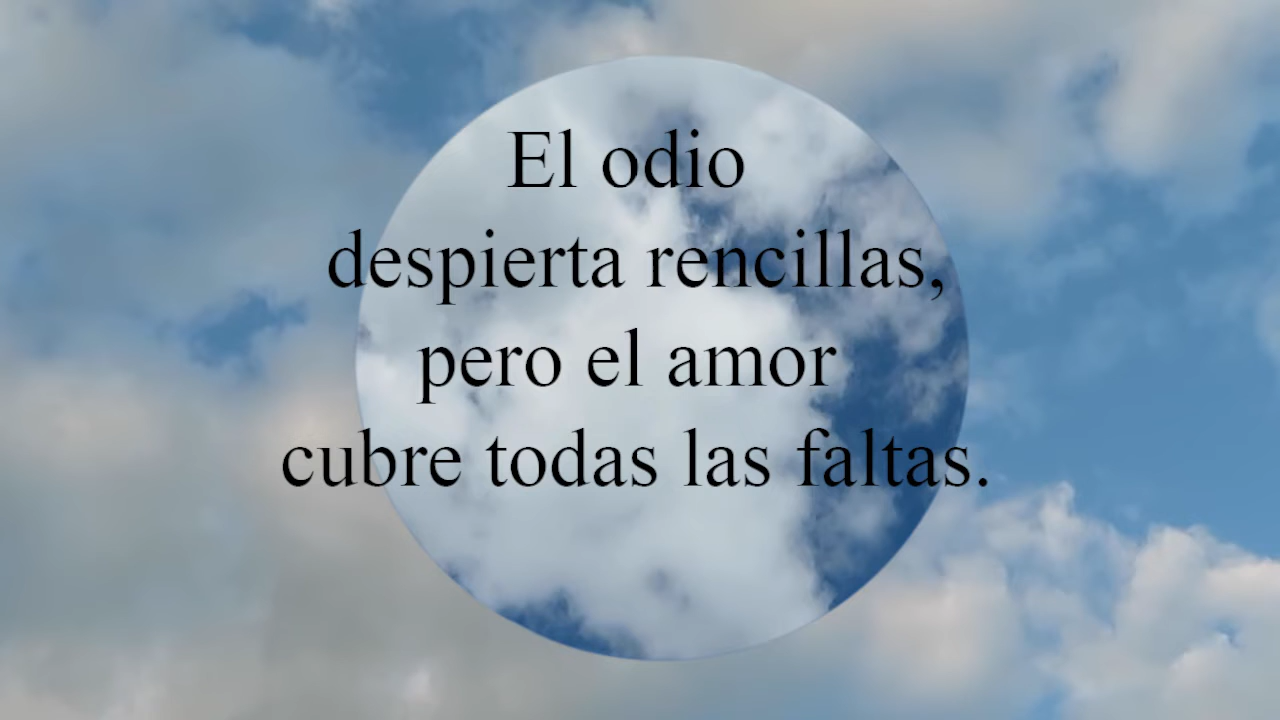 El odio
despierta rencillas,
pero el amor
cubre todas las faltas.